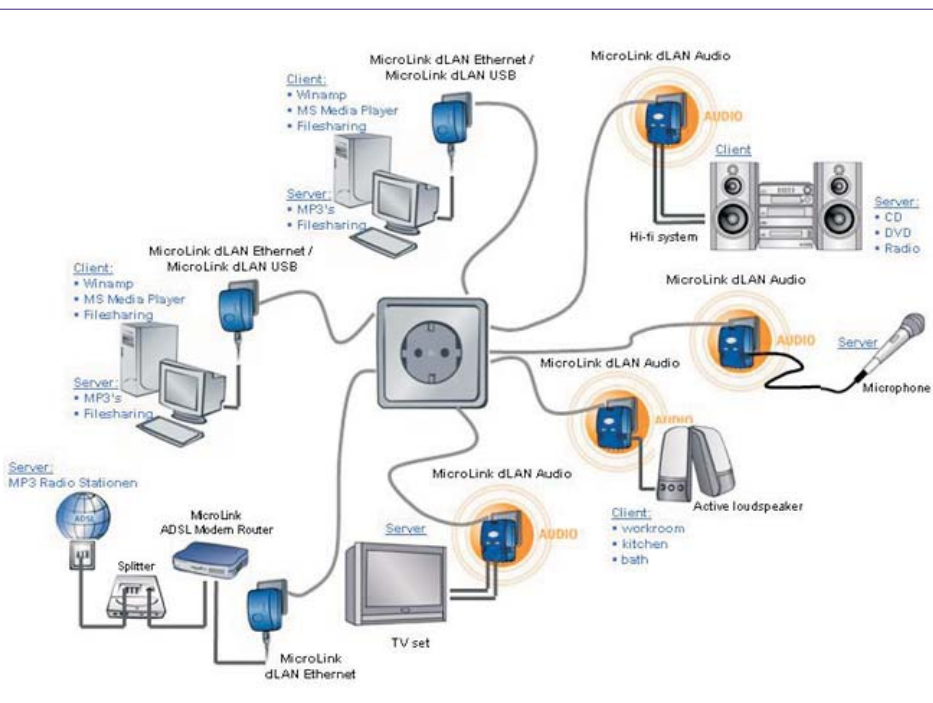 MicroLink dLAN Ethernet /
MicroLink dLAN USB
Client:
▪ Winamp
▪ MS Media Player
▪ Filesharing
Server:
▪ MP3's
▪ Filesharing
MicroLink dLAN Audio
AUDIO
Client
Hi-fi system
Server:
▪ CD
▪ DVD
▪ Radio
MicroLink dLAN Ethernet /
MicroLink dLAN USB
Client:
▪ Winamp
▪ MS Media Player
▪ Filesharing
Server:
▪ MP3's
▪ Filesharing
MicroLink dLAN Audio
AUDIO
Server
Microphone
MicroLink dLAN Audio
AUDIO
Active loudspeaker
Client:
▪ workroom
▪ kitchen
▪ bath
MicroLink dLAN Audio
AUDIO
Server
TV set
Server:
MP3 Radio Stationen
ADSL
Splitter
MicroLink
ADSL Modem Router
MicroLink
dLAN Ethernet